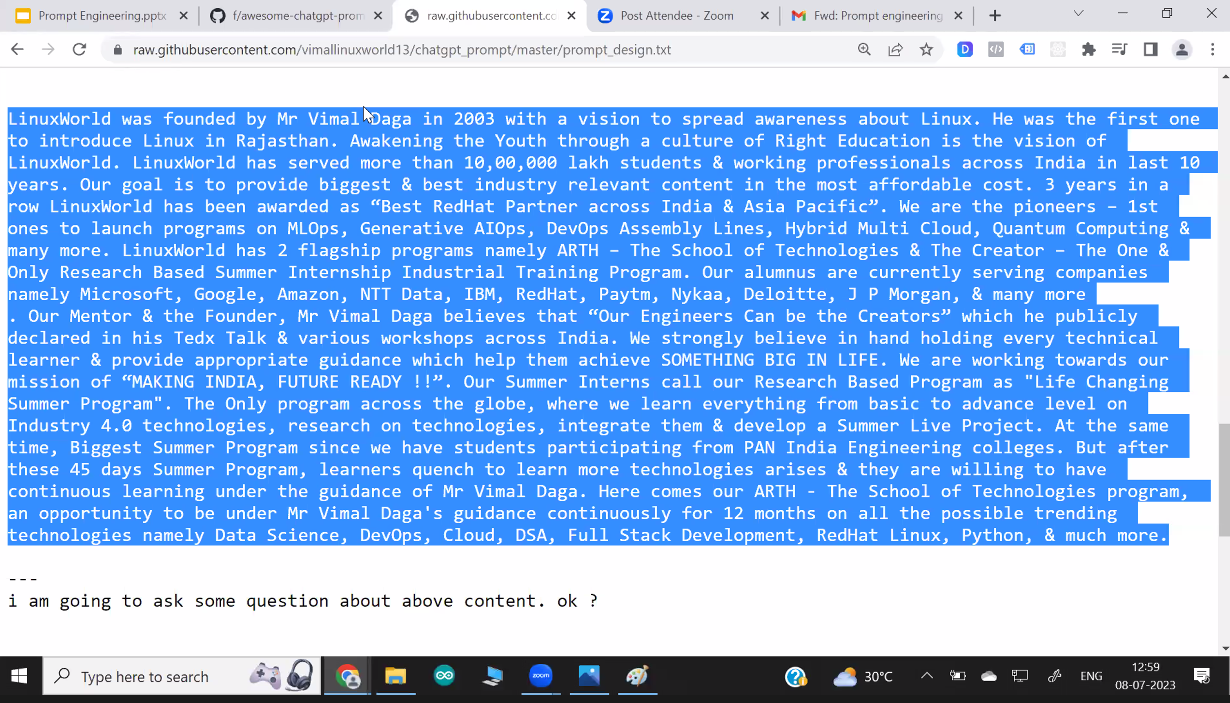 Prompt Engineering.pptx
f/awesome-chatgpt-prom
raw.githubusercontent.co
Post Attendee - Zoom
Fwd: Prompt engineering
raw.githubusercontent.com/vimallinuxworld13/chatgpt_prompt/master/prompt_design.txt
LinuxWorld was founded by Mr Vimal Daga in 2003 with a vision to spread awareness about Linux. He was the first one
to introduce Linux in Rajasthan. Awakening the Youth through a culture of Right Education is the vision of
LinuxWorld. LinuxWorld has served more than 10,00,000 lakh students & working professionals across India in last 10
years. Our goal is to provide biggest & best industry relevant content in the most affordable cost. 3 years in a
row LinuxWorld has been awarded as “Best RedHat Partner across India & Asia Pacific”. We are the pioneers – 1st
ones to launch programs on MLOps, Generative AIOps, DevOps Assembly Lines, Hybrid Multi Cloud, Quantum Computing &
many more. LinuxWorld has 2 flagship programs namely ARTH – The School of Technologies & The Creator – The One &
Only Research Based Summer Internship Industrial Training Program. Our alumnus are currently serving companies
namely Microsoft, Google, Amazon, NTT Data, IBM, RedHat, Paytm, Nykaa, Deloitte, J P Morgan, & many more
. Our Mentor & the Founder, Mr Vimal Daga believes that “Our Engineers Can be the Creators” which he publicly
declared in his Tedx Talk & various workshops across India. We strongly believe in hand holding every technical
learner & provide appropriate guidance which help them achieve SOMETHING BIG IN LIFE. We are working towards our
mission of “MAKING INDIA, FUTURE READY !!”. Our Summer Interns call our Research Based Program as "Life Changing
Summer Program". The Only program across the globe, where we learn everything from basic to advance level on
Industry 4.0 technologies, research on technologies, integrate them & develop a Summer Live Project. At the same
time, Biggest Summer Program since we have students participating from PAN India Engineering colleges. But after
these 45 days Summer Program, learners quench to learn more technologies arises & they are willing to have
continuous learning under the guidance of Mr Vimal Daga. Here comes our ARTH - The School of Technologies program,
an opportunity to be under Mr Vimal Daga's guidance continuously for 12 months on all the possible trending
technologies namely Data Science, DevOps, Cloud, DSA, Full Stack Development, RedHat Linux, Python, & much more.
---
i am going to ask some question about above content. ok ?
Type here to search
zoom
30°C
ENG
12:59
08-07-2023